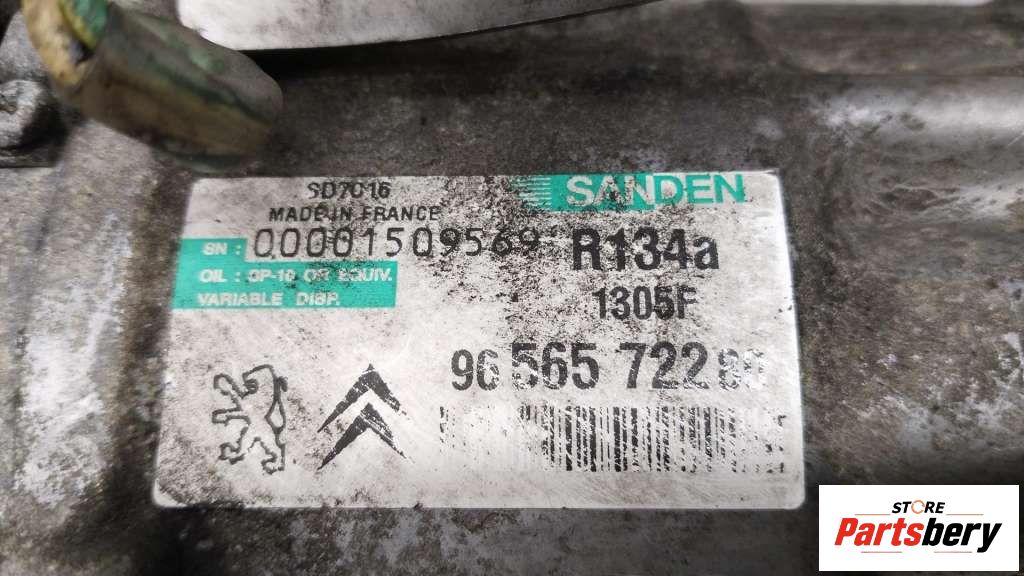 SD7C16
SANDEN
MADE IN FRANCE
SN : 00001509569
R134a
OIL : SP-10 OR EQUIV.
VARIABLE DISP.
1305F
96 565 722 80
STORE
Partsbery